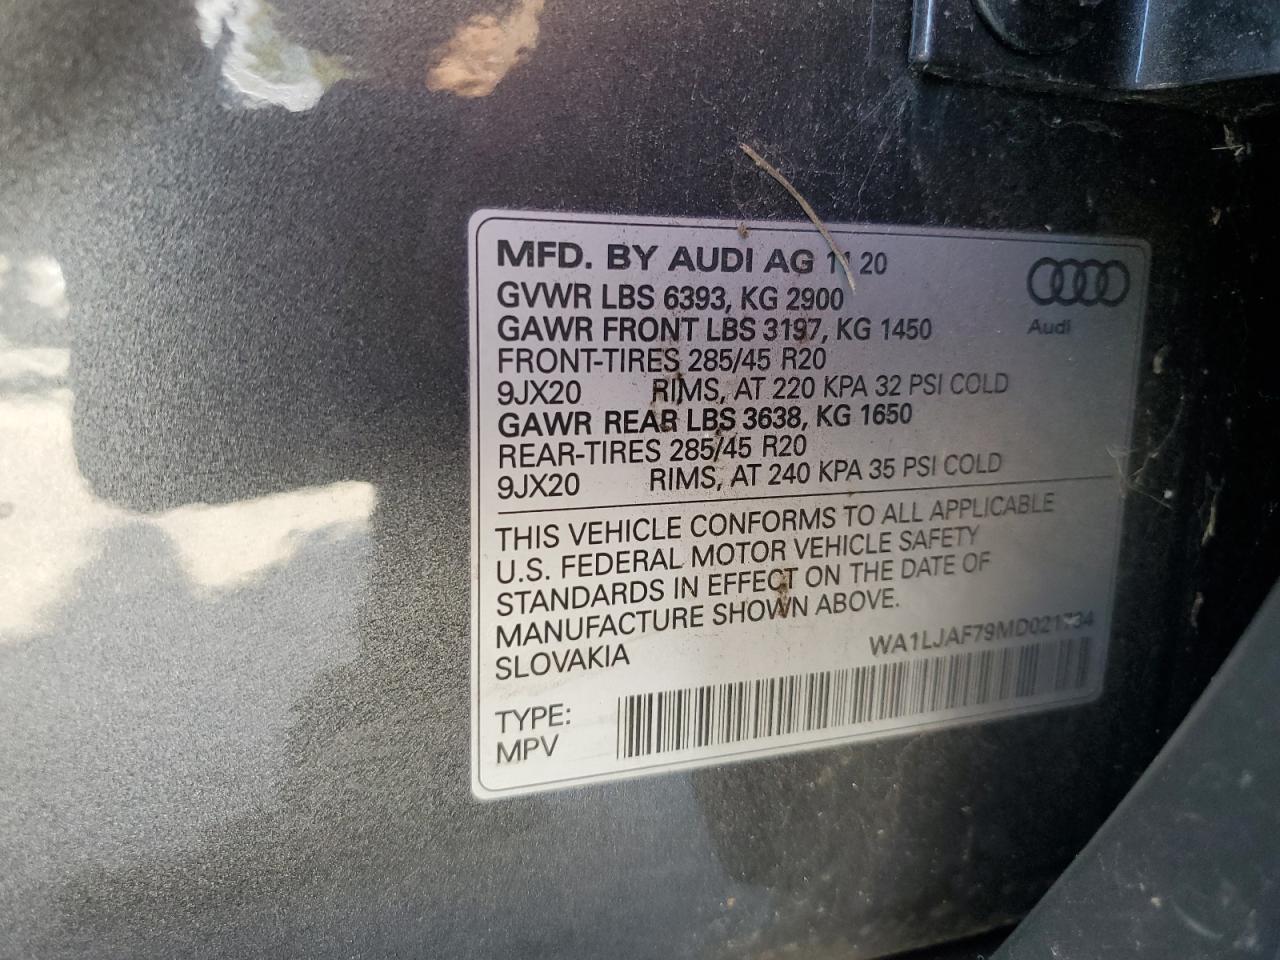 MFD. BY AUDI AG 11 20
GVWR LBS 6393, KG 2900
GAWR FRONT LBS 3197, KG 1450
FRONT-TIRES 285/45 R20
9JX20 RIMS, AT 220 KPA 32 PSI COLD
GAWR REAR LBS 3638, KG 1650
REAR-TIRES 285/45 R20
9JX20 RIMS, AT 240 KPA 35 PSI COLD
Audi
THIS VEHICLE CONFORMS TO ALL APPLICABLE
U.S. FEDERAL MOTOR VEHICLE SAFETY
STANDARDS IN EFFECT ON THE DATE OF
MANUFACTURE SHOWN ABOVE.
SLOVAKIA
WA1LJAF79MD021734
TYPE:
MPV